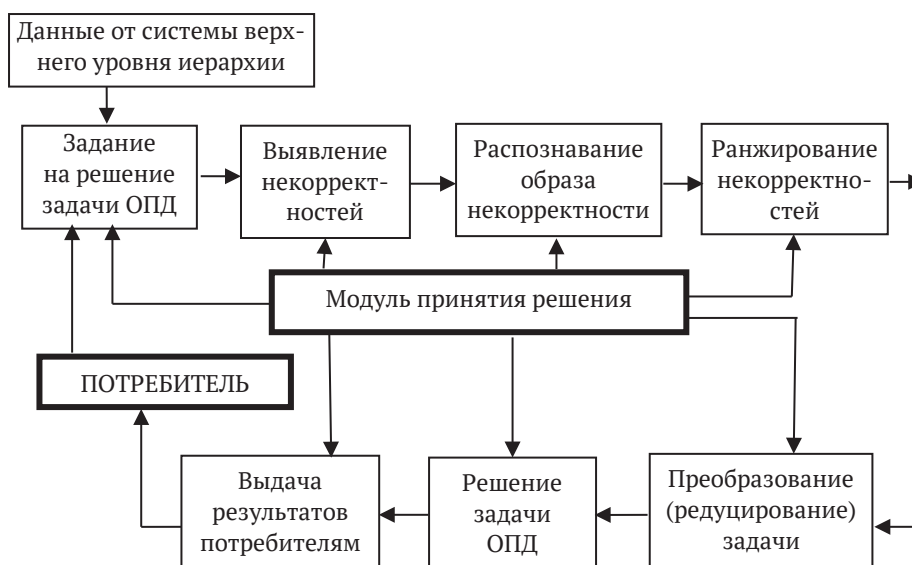 Данные от системы верх-
него уровня иерархии
Задание
на решение
задачи ОПД
Выявление
некоррект-
ностей
Распознавание
образа
некорректности
Ранжирование
некорректно-
стей
Модуль принятия решения
ПОТРЕБИТЕЛЬ
Выдача
результатов
потребителям
Решение
задачи
ОПД
Преобразование
(редуцирование)
задачи